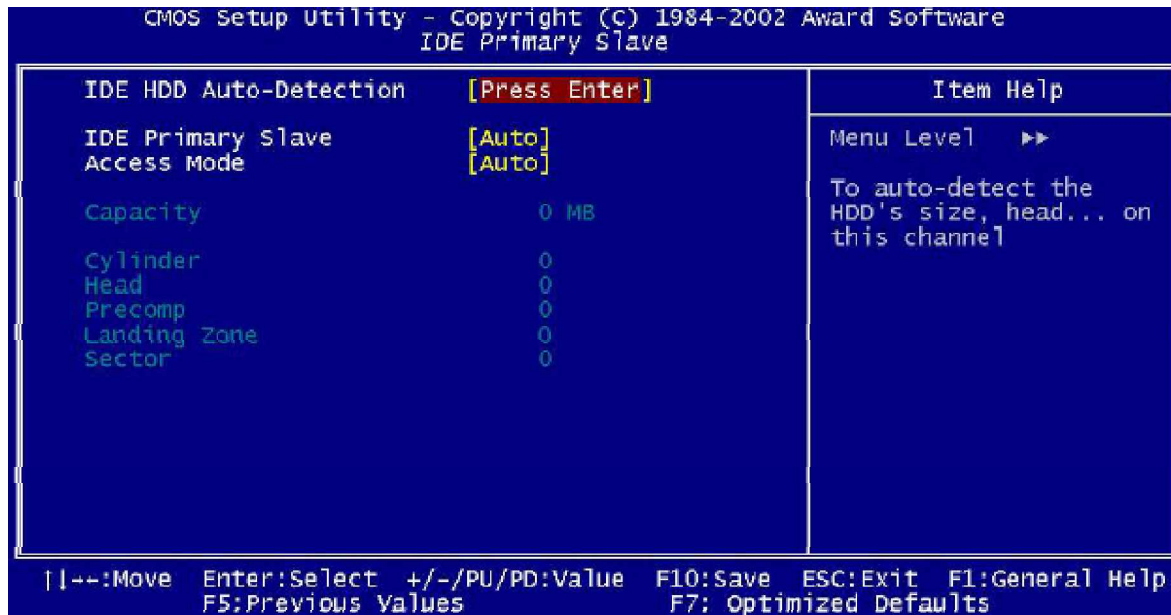 CMOS Setup Utility - Copyright (C) 1984-2002 Award Software
IDE Primary Slave
IDE HDD Auto-Detection [Press Enter]
IDE Primary Slave [Auto]
Access Mode [Auto]
Capacity 0 MB
Cylinder 0
Head 0
Precomp 0
Landing Zone 0
Sector 0
Item Help
Menu Level ▶▶
To auto-detect the
HDD's size, head... on
this channel
↑↓→←:Move Enter:Select +/-/PU/PD:Value F10:Save ESC:Exit F1:General Help
F5:Previous Values F7: Optimized Defaults